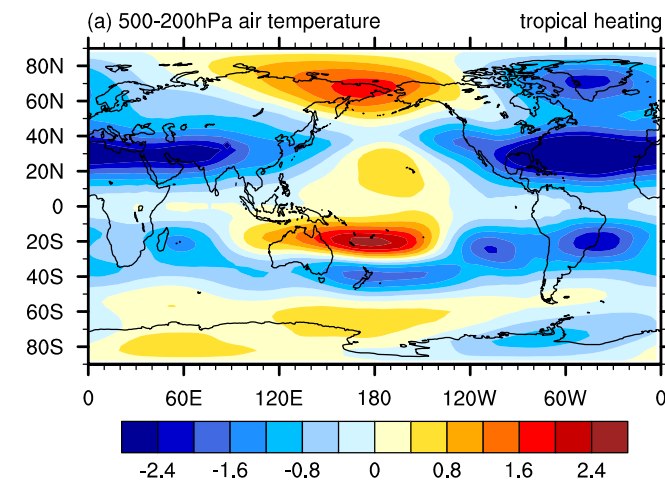 (a) 500-200hPa air temperature tropical heating
80N
60N
40N
20N
0
20S
40S
60S
80S
0 60E 120E 180 120W 60W 0
-2.4 -1.6 -0.8 0 0.8 1.6 2.4